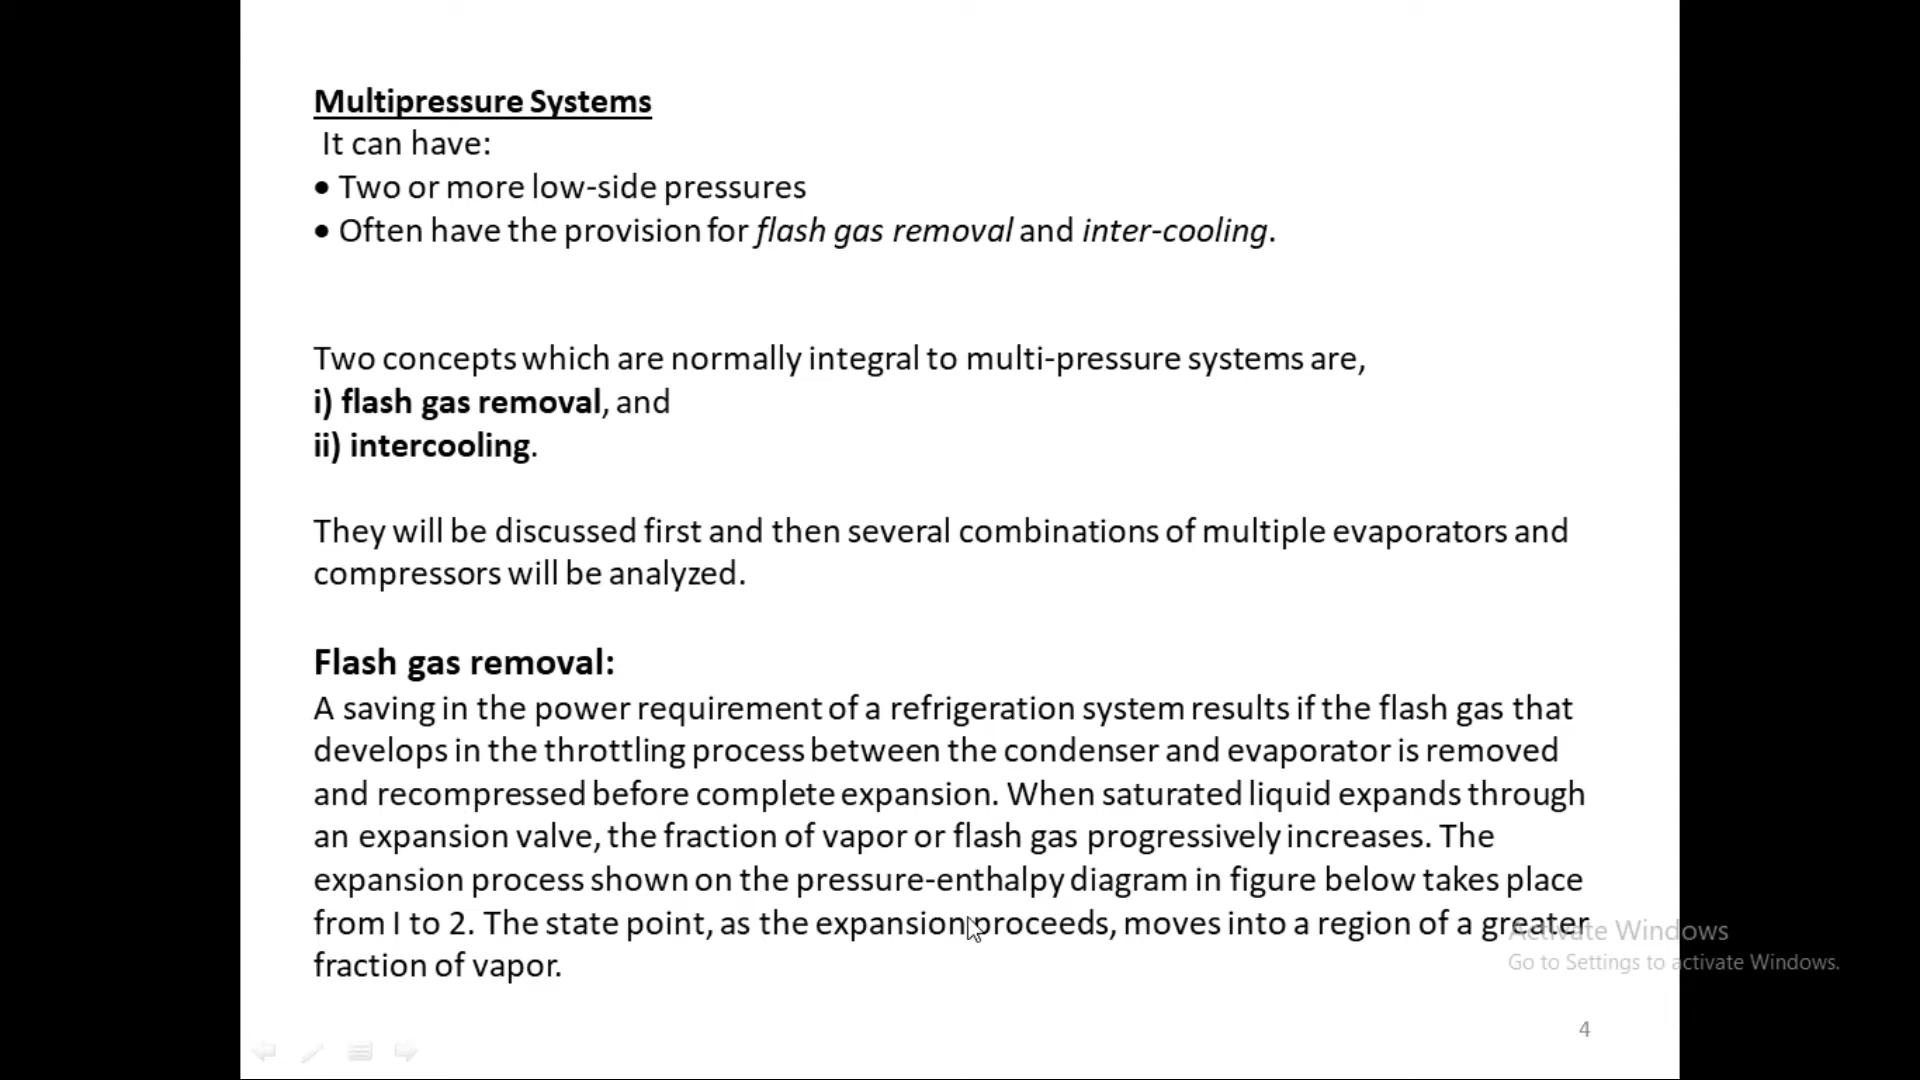 Multipressure Systems
It can have:
• Two or more low-side pressures
• Often have the provision for flash gas removal and inter-cooling.
Two concepts which are normally integral to multi-pressure systems are,
i) flash gas removal, and
ii) intercooling.
They will be discussed first and then several combinations of multiple evaporators and
compressors will be analyzed.
Flash gas removal:
A saving in the power requirement of a refrigeration system results if the flash gas that
develops in the throttling process between the condenser and evaporator is removed
and recompressed before complete expansion. When saturated liquid expands through
an expansion valve, the fraction of vapor or flash gas progressively increases. The
expansion process shown on the pressure-enthalpy diagram in figure below takes place
from I to 2. The state point, as the expansion proceeds, moves into a region of a greater
fraction of vapor.
Activate Windows
Go to Settings to activate Windows.
4